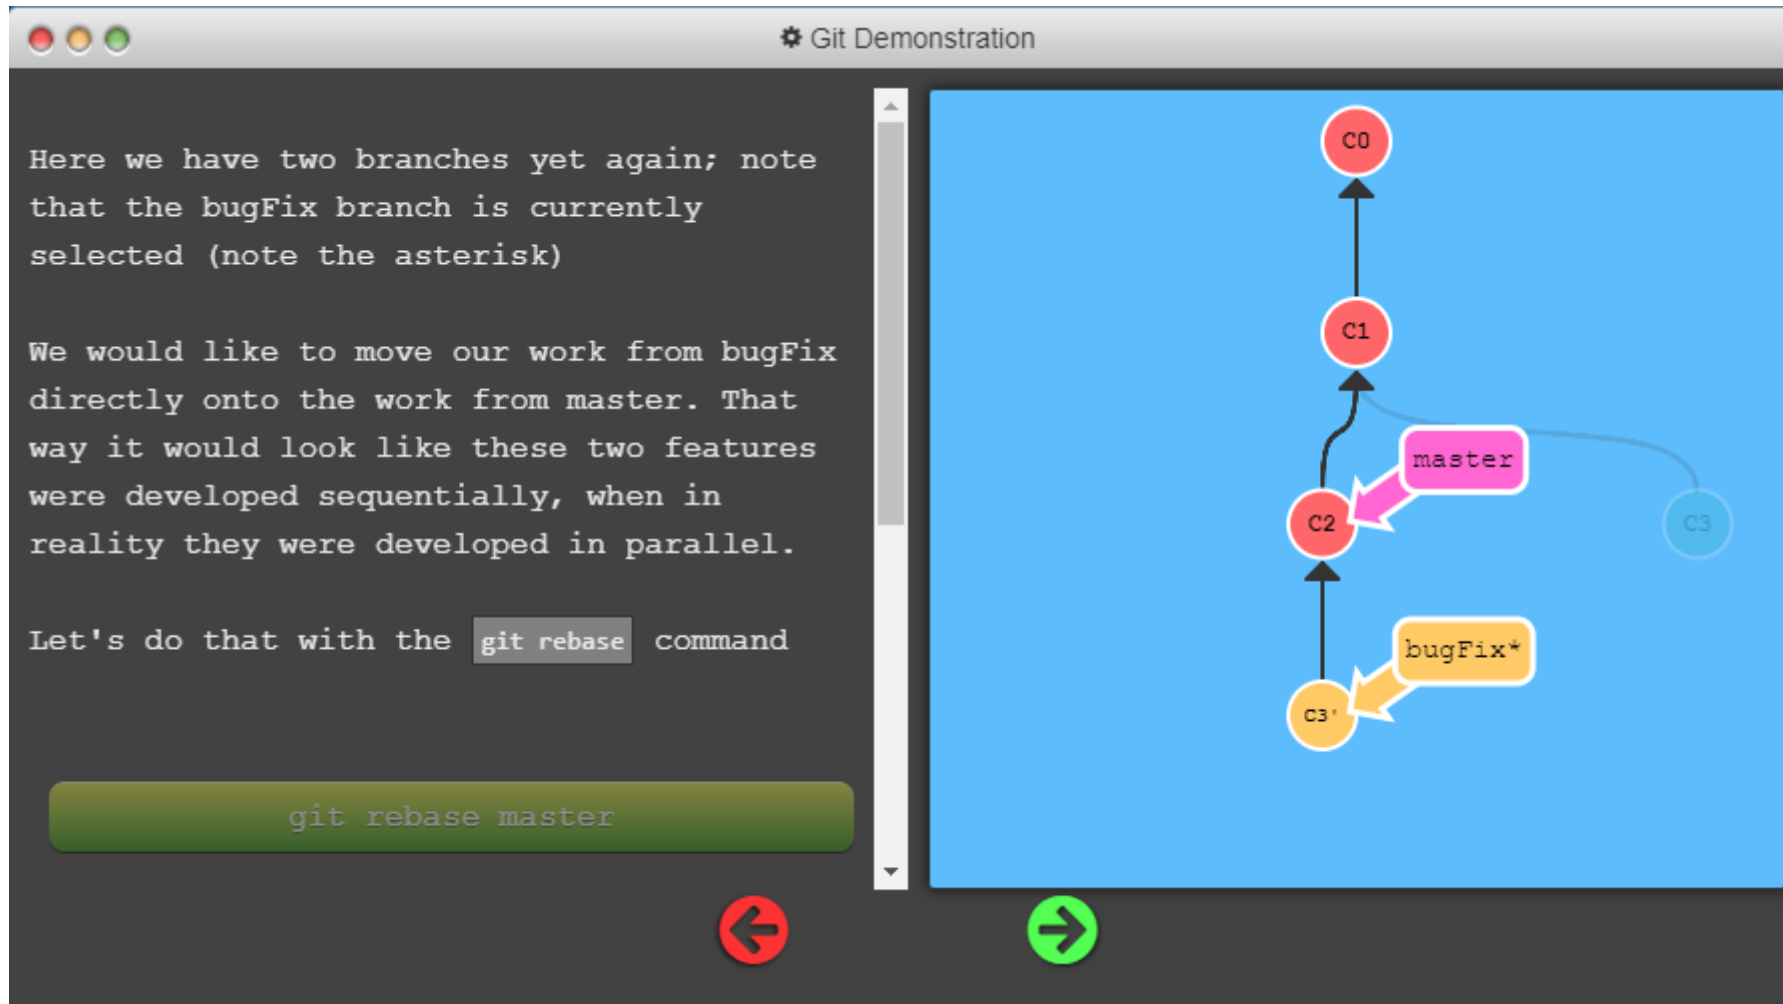 Git Demonstration
Here we have two branches yet again; note
that the bugFix branch is currently
selected (note the asterisk)
We would like to move our work from bugFix
directly onto the work from master. That
way it would look like these two features
were developed sequentially, when in
reality they were developed in parallel.
Let's do that with the git rebase command
git rebase master
C0
C1
master
C2
C3
bugFix*
C3'